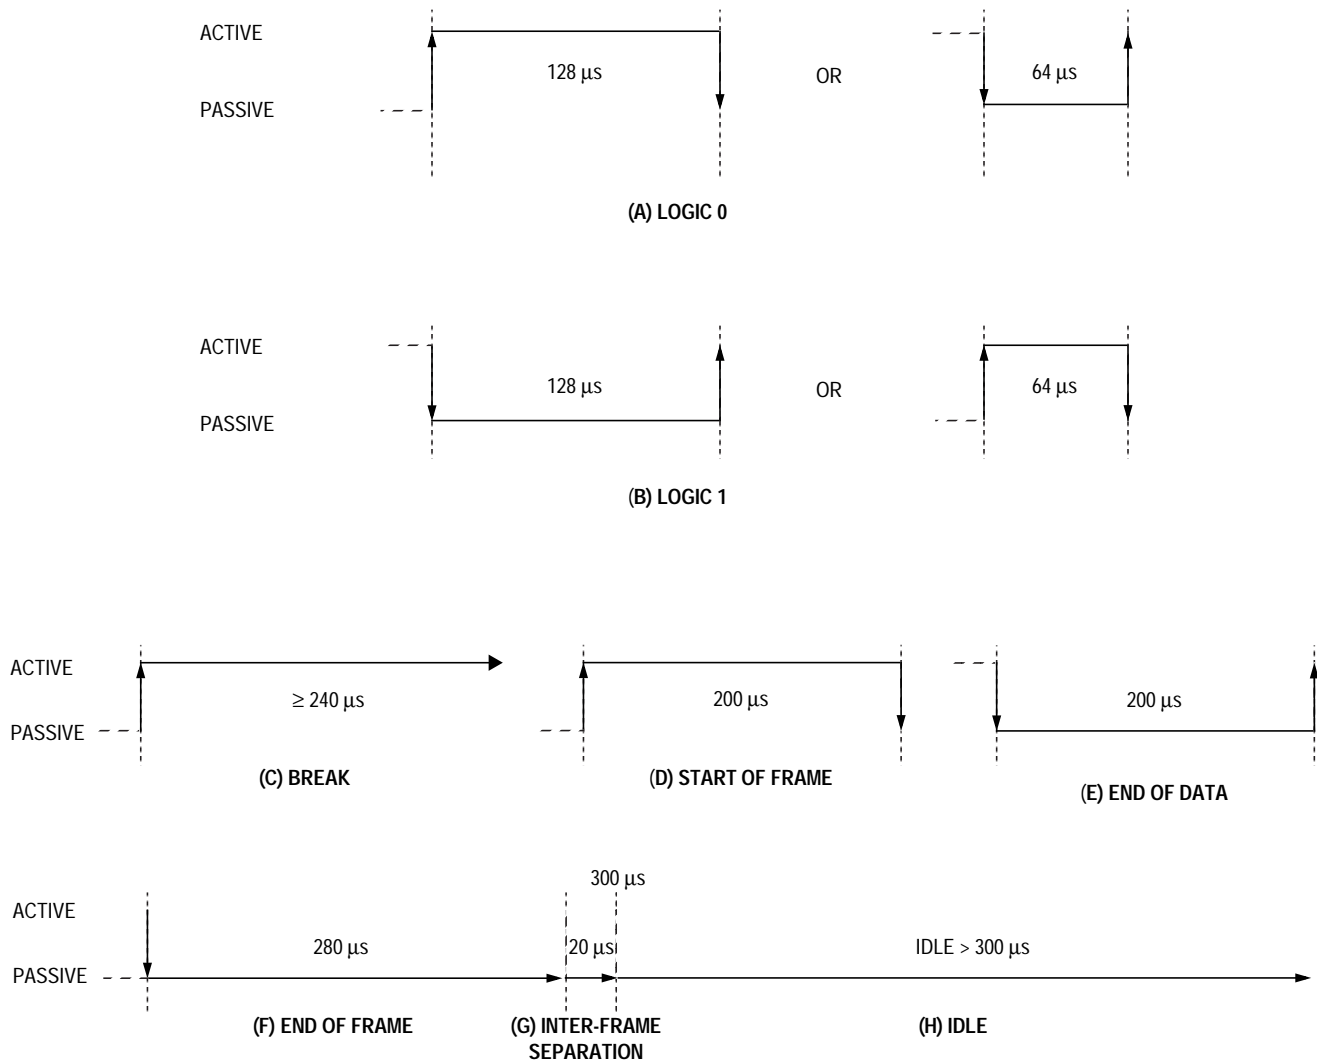 ACTIVE
128 µs
OR
64 µs
PASSIVE
(A) LOGIC 0
ACTIVE
128 µs
OR
64 µs
PASSIVE
(B) LOGIC 1
ACTIVE
≥ 240 µs
200 µs
200 µs
PASSIVE
(C) BREAK
(D) START OF FRAME
(E) END OF DATA
300 µs
ACTIVE
280 µs
20 µs
IDLE > 300 µs
PASSIVE
(F) END OF FRAME
(G) INTER-FRAME
SEPARATION
(H) IDLE